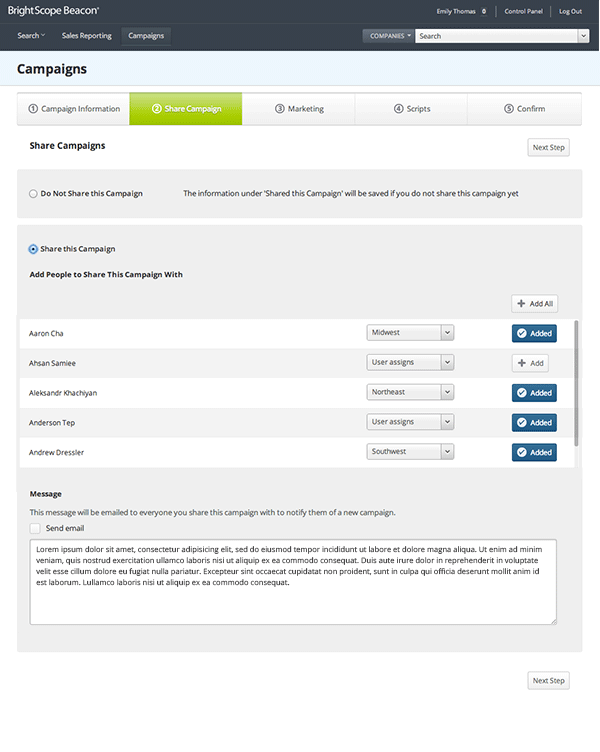 BrightScope Beacon®
Emily Thomas 0 Control Panel Log Out
Search Sales Reporting Campaigns COMPANIES Search
Campaigns
1 Campaign Information 2 Share Campaign 3 Marketing 4 Scripts 5 Confirm
Share Campaigns Next Step
Do Not Share this Campaign The information under 'Shared this Campaign' will be saved if you do not share this campaign yet
Share this Campaign
Add People to Share This Campaign With
Add All
Aaron Cha Midwest Added
Ahsan Samiee User assigns Add
Aleksandr Khachiyan Northeast Added
Anderson Tep User assigns Added
Andrew Dressler Southwest Added
Message
This message will be emailed to everyone you share this campaign with to notify them of a new campaign.
Send email
Lorem ipsum dolor sit amet, consectetur adipisicing elit, sed do eiusmod tempor incididunt ut labore et dolore magna aliqua. Ut enim ad minim
veniam, quis nostrud exercitation ullamco laboris nisi ut aliquip ex ea commodo consequat. Duis aute irure dolor in reprehenderit in voluptate
velit esse cillum dolore eu fugiat nulla pariatur. Excepteur sint occaecat cupidatat non proident, sunt in culpa qui officia deserunt mollit anim id
est laborum. Lullamco laboris nisi ut aliquip ex ea commodo consequat.
Next Step